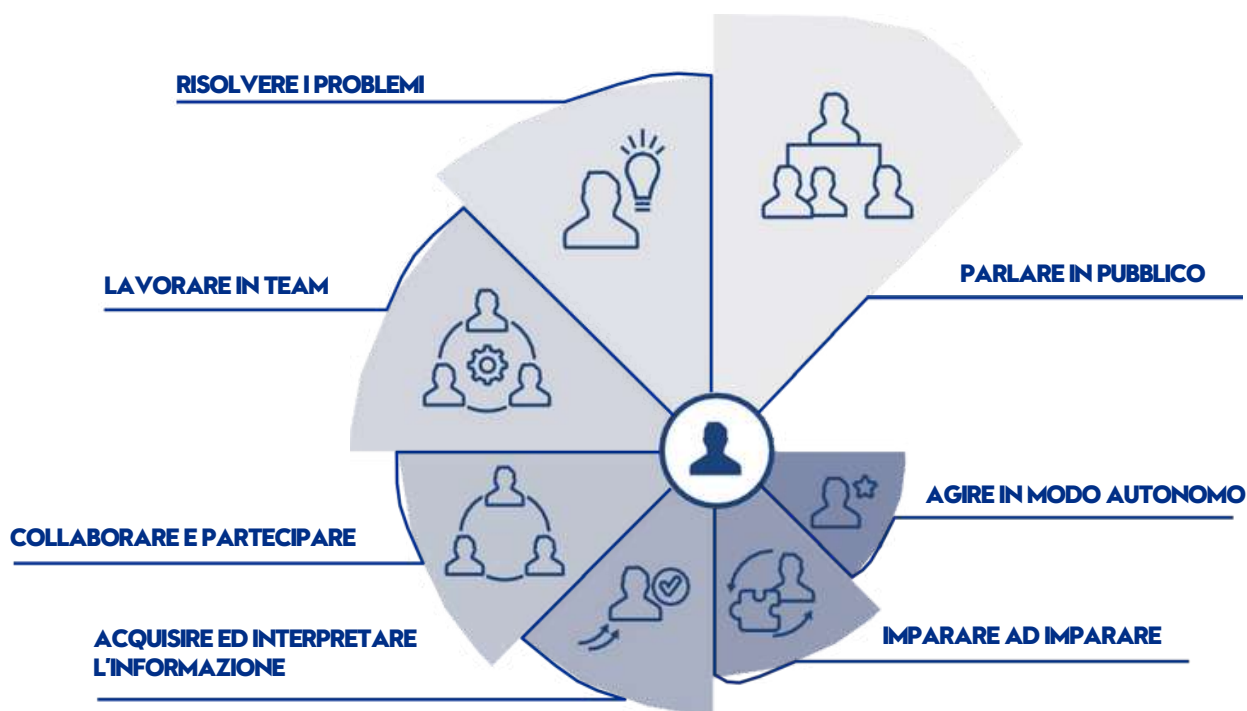 RISOLVERE I PROBLEMI
LAVORARE IN TEAM
PARLARE IN PUBBLICO
AGIRE IN MODO AUTONOMO
COLLABORARE E PARTECIPARE
ACQUISIRE ED INTERPRETARE
L'INFORMAZIONE
IMPARARE AD IMPARARE